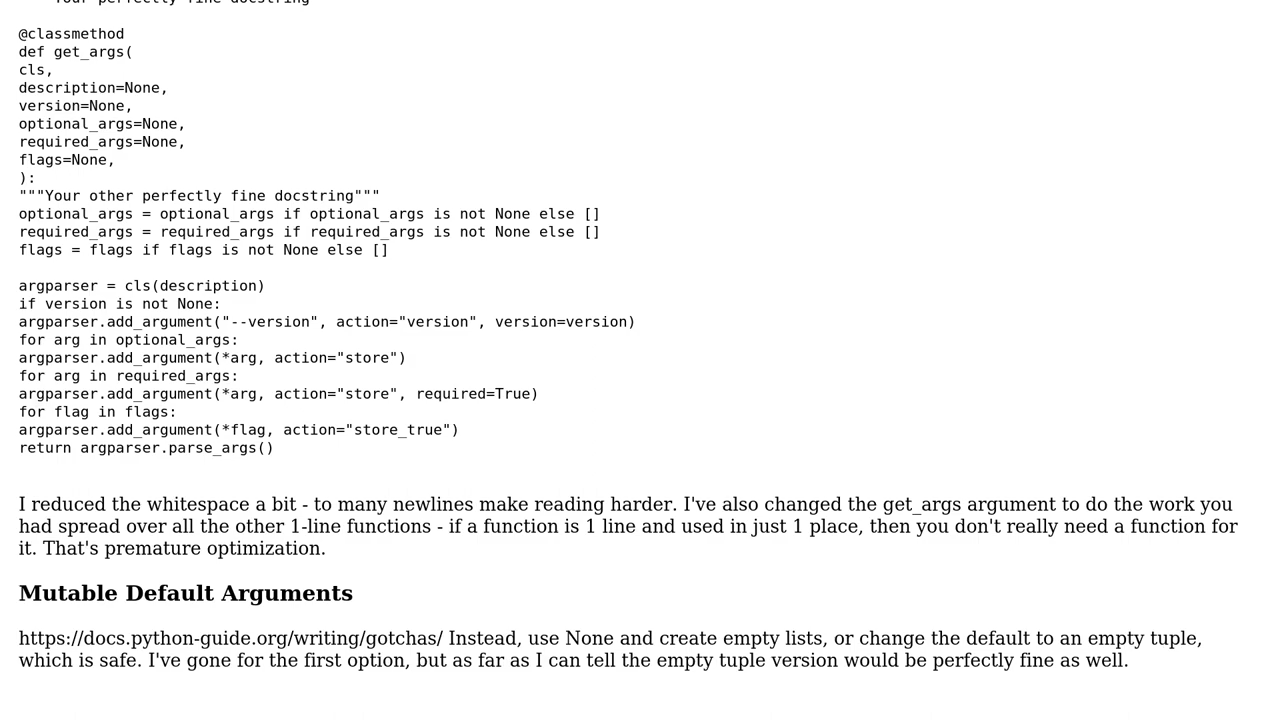 Your perfectly fine docstring
@classmethod
def get_args(
cls,
description=None,
version=None,
optional_args=None,
required_args=None,
flags=None,
):
"""Your other perfectly fine docstring"""
optional_args = optional_args if optional_args is not None else []
required_args = required_args if required_args is not None else []
flags = flags if flags is not None else []
argparser = cls(description)
if version is not None:
argparser.add_argument("--version", action="version", version=version)
for arg in optional_args:
argparser.add_argument(*arg, action="store")
for arg in required_args:
argparser.add_argument(*arg, action="store", required=True)
for flag in flags:
argparser.add_argument(*flag, action="store_true")
return argparser.parse_args()
I reduced the whitespace a bit - to many newlines make reading harder. I've also changed the get_args argument to do the work you
had spread over all the other 1-line functions - if a function is 1 line and used in just 1 place, then you don't really need a function for
it. That's premature optimization.
Mutable Default Arguments
https://docs.python-guide.org/writing/gotchas/ Instead, use None and create empty lists, or change the default to an empty tuple,
which is safe. I've gone for the first option, but as far as I can tell the empty tuple version would be perfectly fine as well.